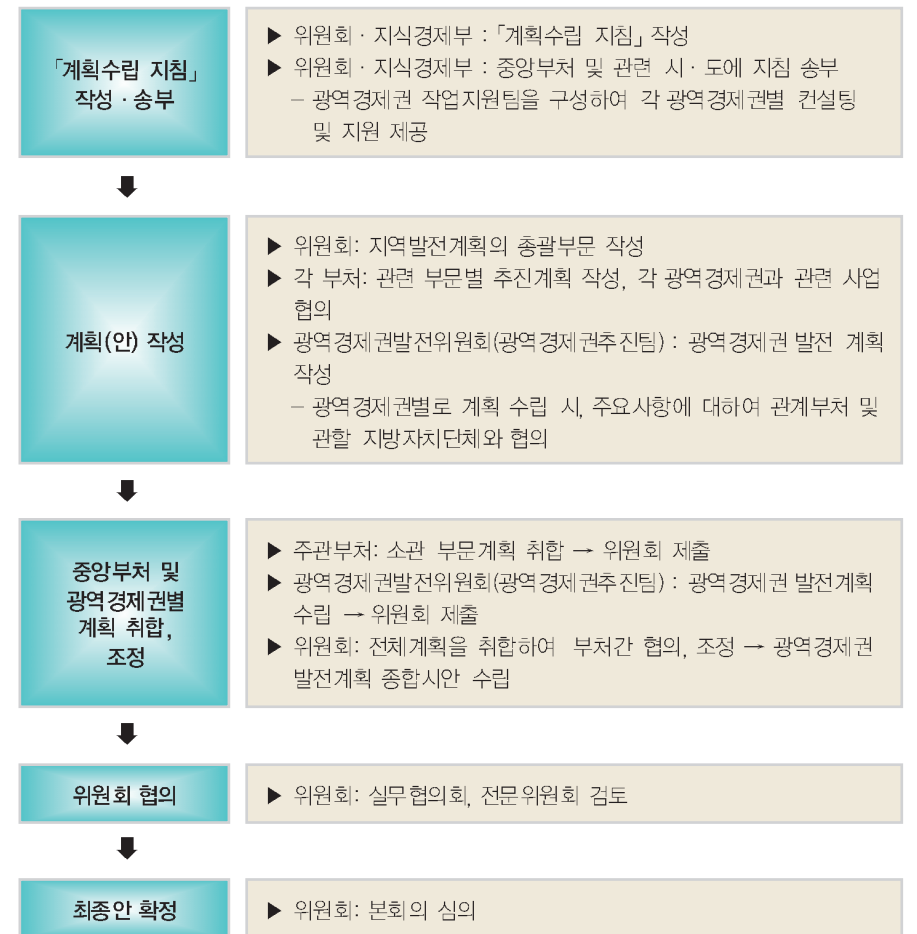 「계획수립 지침」
작성 · 송부
▶ 위원회 · 지식경제부 : 「계획수립 지침」 작성
▶ 위원회 · 지식경제부 : 중앙부처 및 관련 시 · 도에 지침 송부
– 광역경제권 작업지원팀을 구성하여 각 광역경제권별 컨설팅
및 지원 제공
계획(안) 작성
▶ 위원회: 지역발전계획의 총괄부문 작성
▶ 각 부처: 관련 부문별 추진계획 작성, 각 광역경제권과 관련 사업
협의
▶ 광역경제권발전위원회(광역경제권추진팀) : 광역경제권 발전 계획
작성
– 광역경제권별로 계획 수립 시, 주요사항에 대하여 관계부처 및
관할 지방자치단체와 협의
중앙부처 및
광역경제권별
계획 취합,
조정
▶ 주관부처: 소관 부문계획 취합 → 위원회 제출
▶ 광역경제권발전위원회(광역경제권추진팀) : 광역경제권 발전계획
수립 → 위원회 제출
▶ 위원회: 전체계획을 취합하여 부처간 협의, 조정 → 광역경제권
발전계획 종합시안 수립
위원회 협의
▶ 위원회: 실무협의회, 전문위원회 검토
최종안 확정
▶ 위원회: 본회의 심의